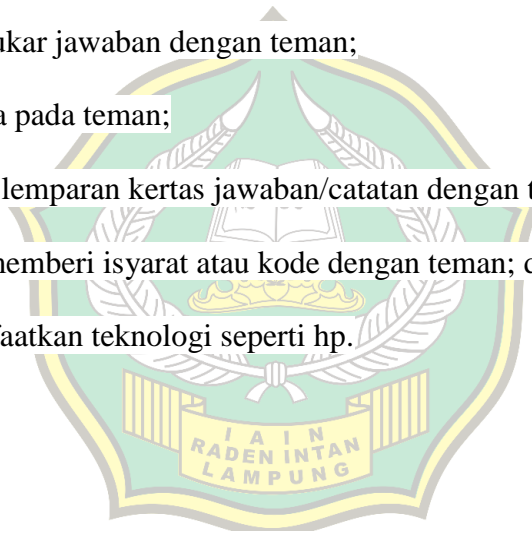 ukar jawaban dengan teman;
a pada teman;
lemparan kertas jawaban/catatan dengan t
memberi isyarat atau kode dengan teman; d
faatkan teknologi seperti hp.
I A I N
RADEN INTAN
LAMPUNG